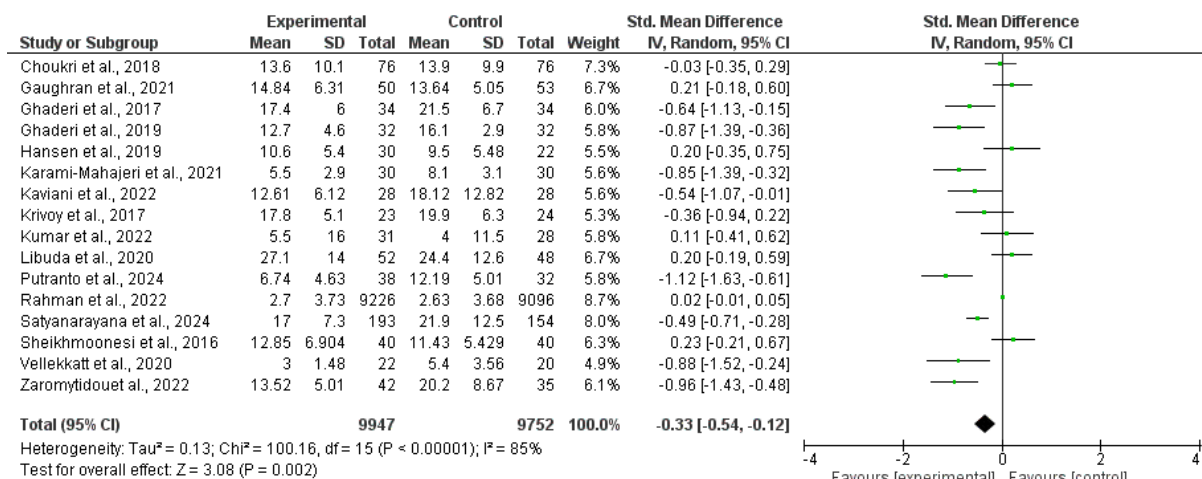 Experimental Control Std. Mean Difference Std. Mean Difference
Study or Subgroup Mean SD Total Mean SD Total Weight IV, Random, 95% CI IV, Random, 95% CI
Choukri et al., 2018 13.6 10.1 76 13.9 9.9 76 7.3% -0.03 [-0.35, 0.29]
Gaughran et al., 2021 14.84 6.31 50 13.64 5.05 53 6.7% 0.21 [-0.18, 0.60]
Ghaderi et al., 2017 17.4 6 34 21.5 6.7 34 6.0% -0.64 [-1.13, -0.15]
Ghaderi et al., 2019 12.7 4.6 32 16.1 2.9 32 5.8% -0.87 [-1.39, -0.36]
Hansen et al., 2019 10.6 5.4 30 9.5 5.48 22 5.5% 0.20 [-0.35, 0.75]
Karami-Mahajeri et al., 2021 5.5 2.9 30 8.1 3.1 30 5.6% -0.85 [-1.39, -0.32]
Kaviani et al., 2022 12.61 6.12 28 18.12 12.82 28 5.6% -0.54 [-1.07, -0.01]
Krivoy et al., 2017 17.8 5.1 23 19.9 6.3 24 5.3% -0.36 [-0.94, 0.22]
Kumar et al., 2022 5.5 16 31 4 11.5 28 5.8% 0.11 [-0.41, 0.62]
Libuda et al., 2020 27.1 14 52 24.4 12.6 48 6.7% 0.20 [-0.19, 0.59]
Putranto et al., 2024 6.74 4.63 38 12.19 5.01 32 5.8% -1.12 [-1.63, -0.61]
Rahman et al., 2022 2.7 3.73 9226 2.63 3.68 9096 8.7% 0.02 [-0.01, 0.05]
Satyanarayana et al., 2024 17 7.3 193 21.9 12.5 154 8.0% -0.49 [-0.71, -0.28]
Sheikhmoonesi et al., 2016 12.85 6.904 40 11.43 5.429 40 6.3% 0.23 [-0.21, 0.67]
Vellekkatt et al., 2020 3 1.48 22 5.4 3.56 20 4.9% -0.88 [-1.52, -0.24]
Zaromytidouet al., 2022 13.52 5.01 42 20.2 8.67 35 6.1% -0.96 [-1.43, -0.48]
Total (95% CI) 9947 9752 100.0% -0.33 [-0.54, -0.12]
Heterogeneity: Tau² = 0.13; Chi² = 100.16, df = 15 (P < 0.00001); I² = 85%
Test for overall effect: Z = 3.08 (P = 0.002)
-4 -2 0 2 4
Favours [experimental] Favours [control]